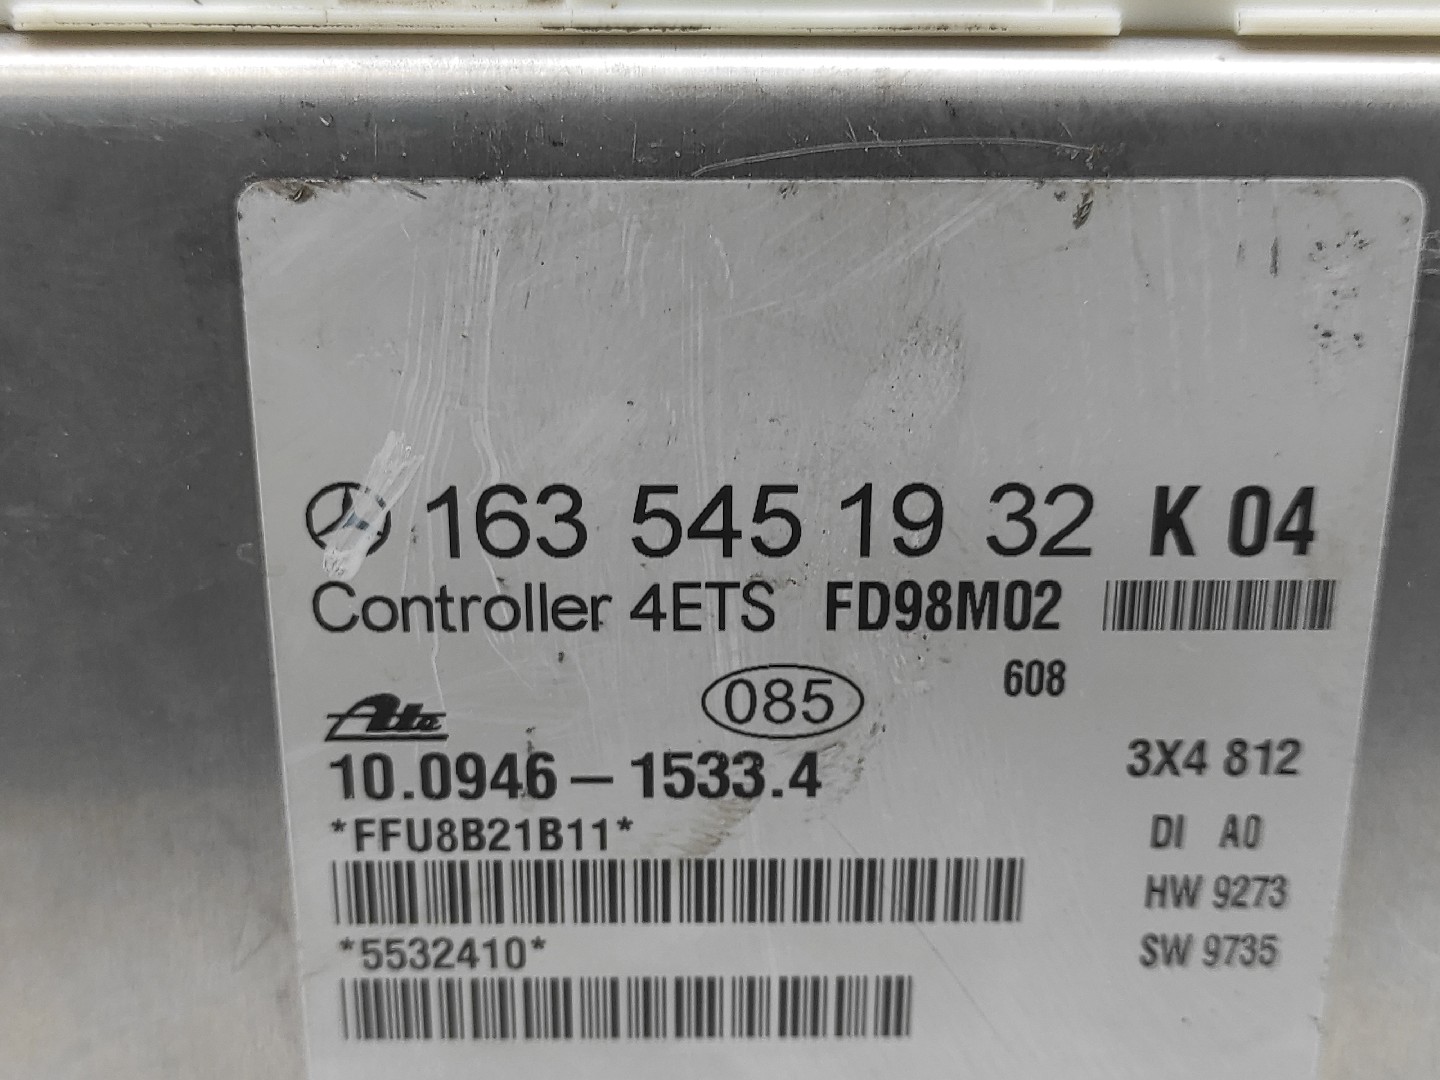 163 545 19 32 K 04
Controller 4ETS FD98M02
085 608
Ate
10.0946-1533.4 3X4 812
*FFU8B21B11* DI A0
HW 9273
*5532410* SW 9735